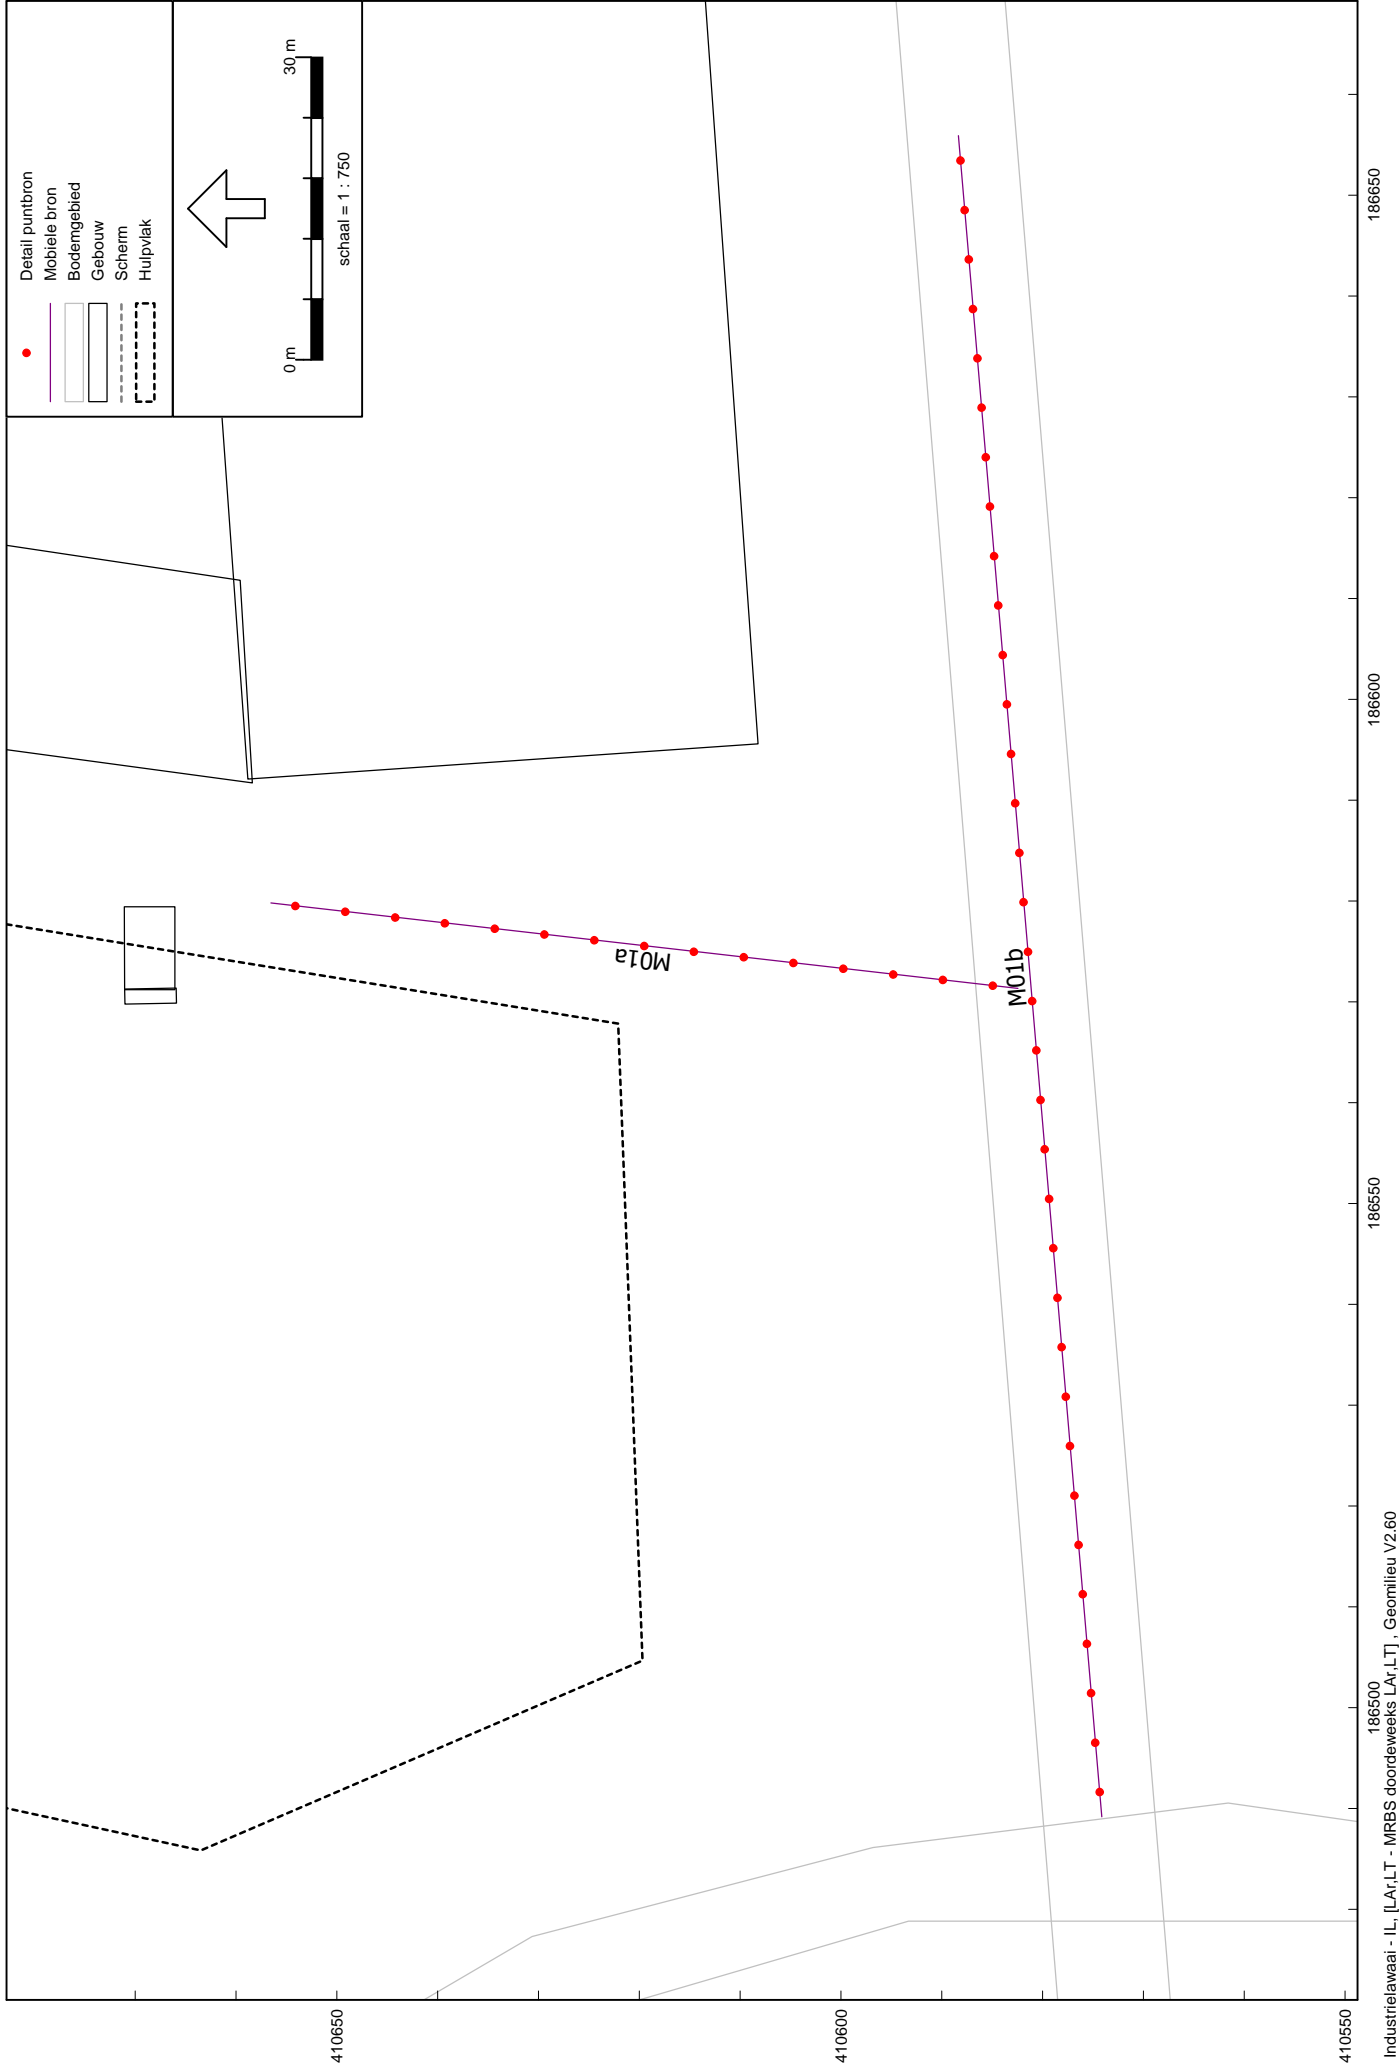 Detail puntbron
Mobiele bron
Bodemgebied
Gebouw
Scherm
Hulpvlak
0 m
30 m
schaal = 1 : 750
M01a
M01b
410650
410600
410550
186500
186550
186600
186650
Industrielawaai - IL, [LAr,LT - MRBS doordeweeks LAr,LT] , Geomilieu V2.60